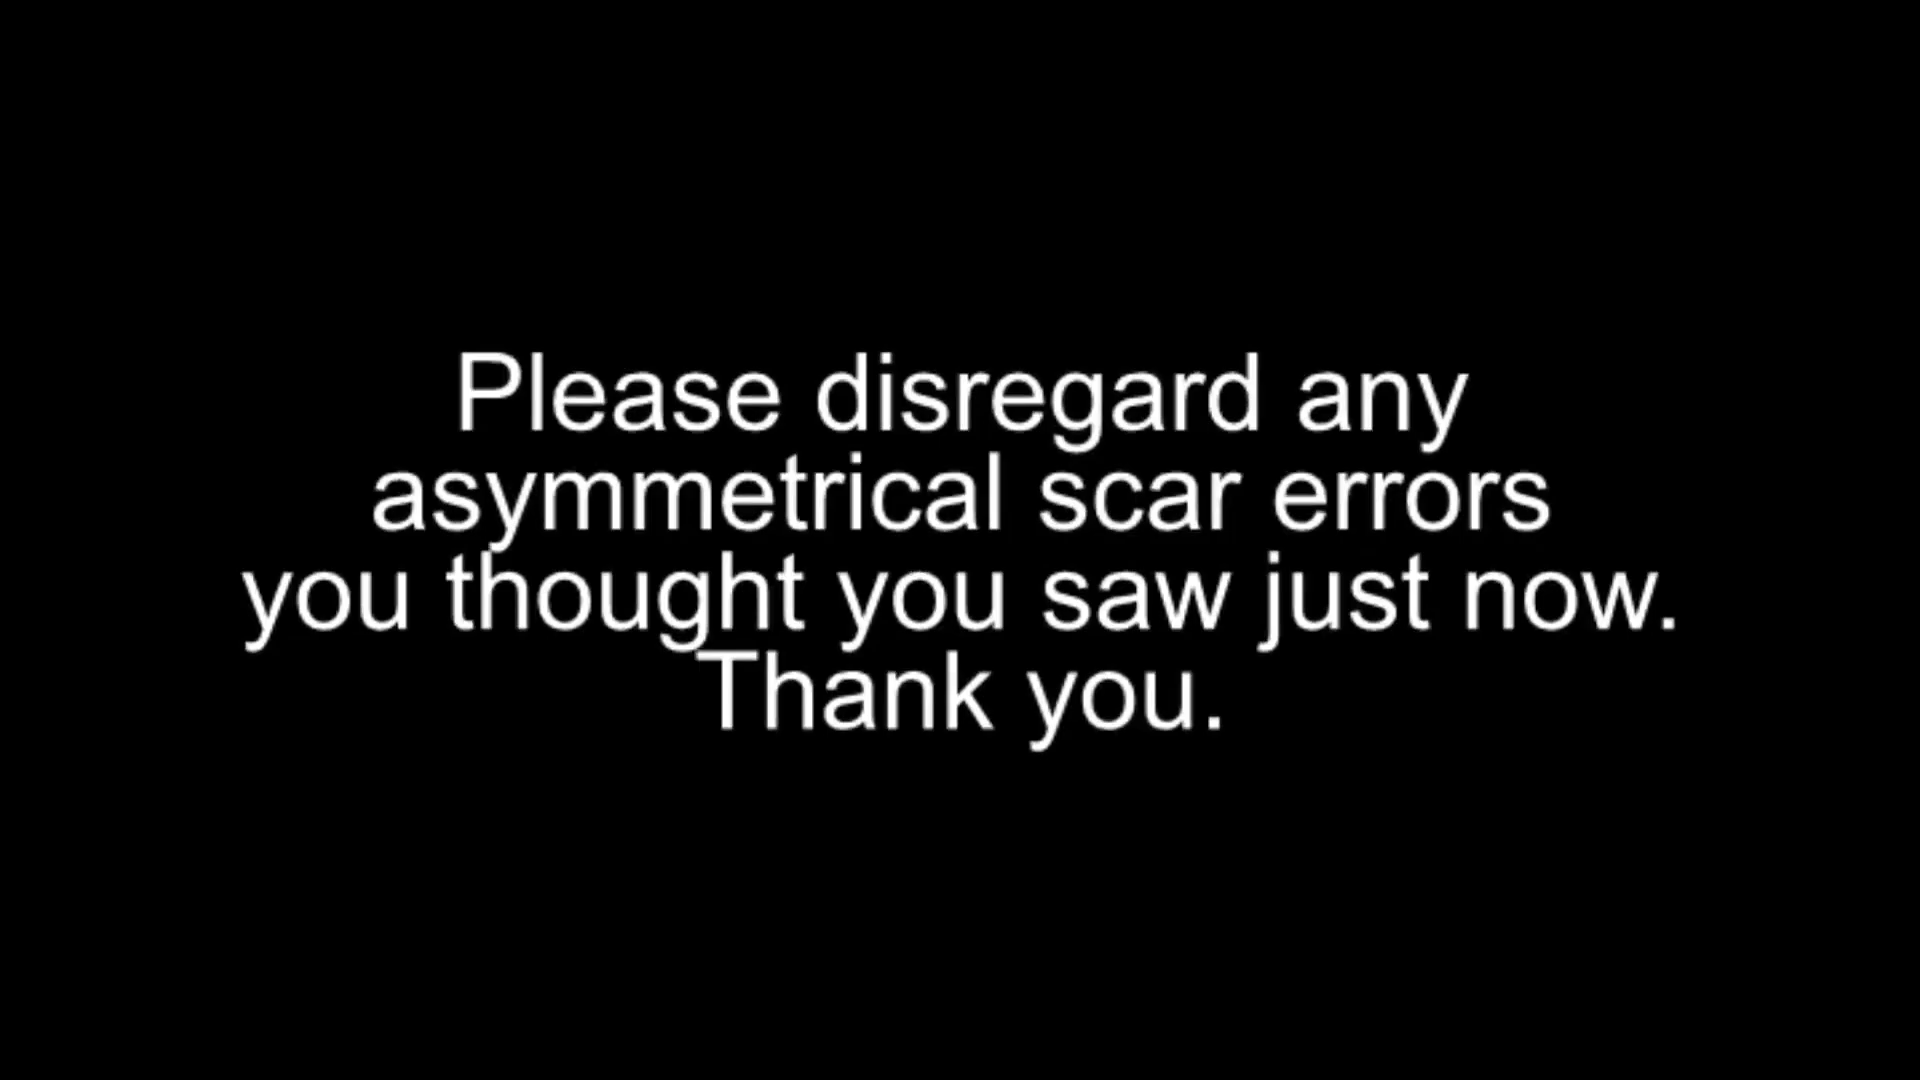 Please disregard any
asymmetrical scar errors
you thought you saw just now.
Thank you.